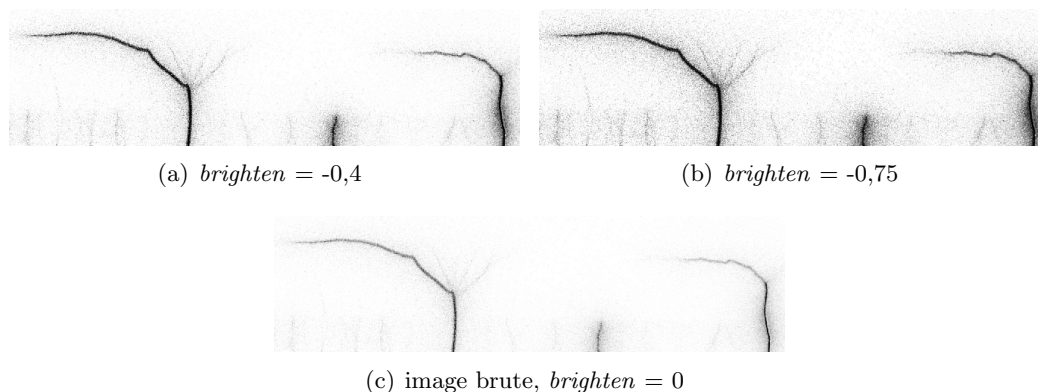 (a) brighten = -0,4
(b) brighten = -0,75
(c) image brute, brighten = 0